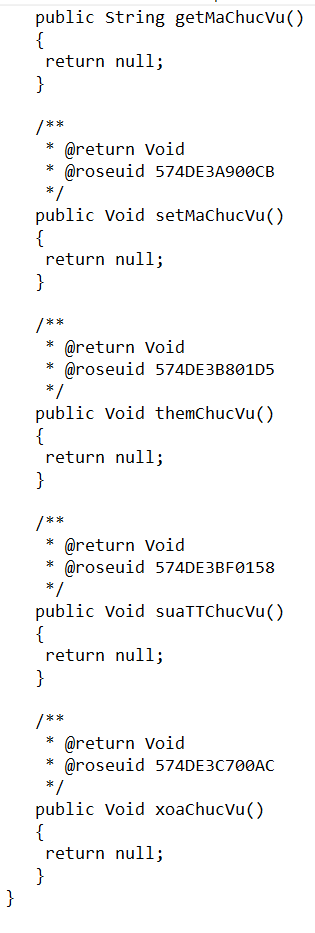 public String getMaChucVu()
{
return null;
}
/**
* @return Void
* @roseuid 574DE3A900CB
*/
public Void setMaChucVu()
{
return null;
}
/**
* @return Void
* @roseuid 574DE3B801D5
*/
public Void themChucVu()
{
return null;
}
/**
* @return Void
* @roseuid 574DE3BF0158
*/
public Void suaTTChucVu()
{
return null;
}
/**
* @return Void
* @roseuid 574DE3C700AC
*/
public Void xoaChucVu()
{
return null;
}
}